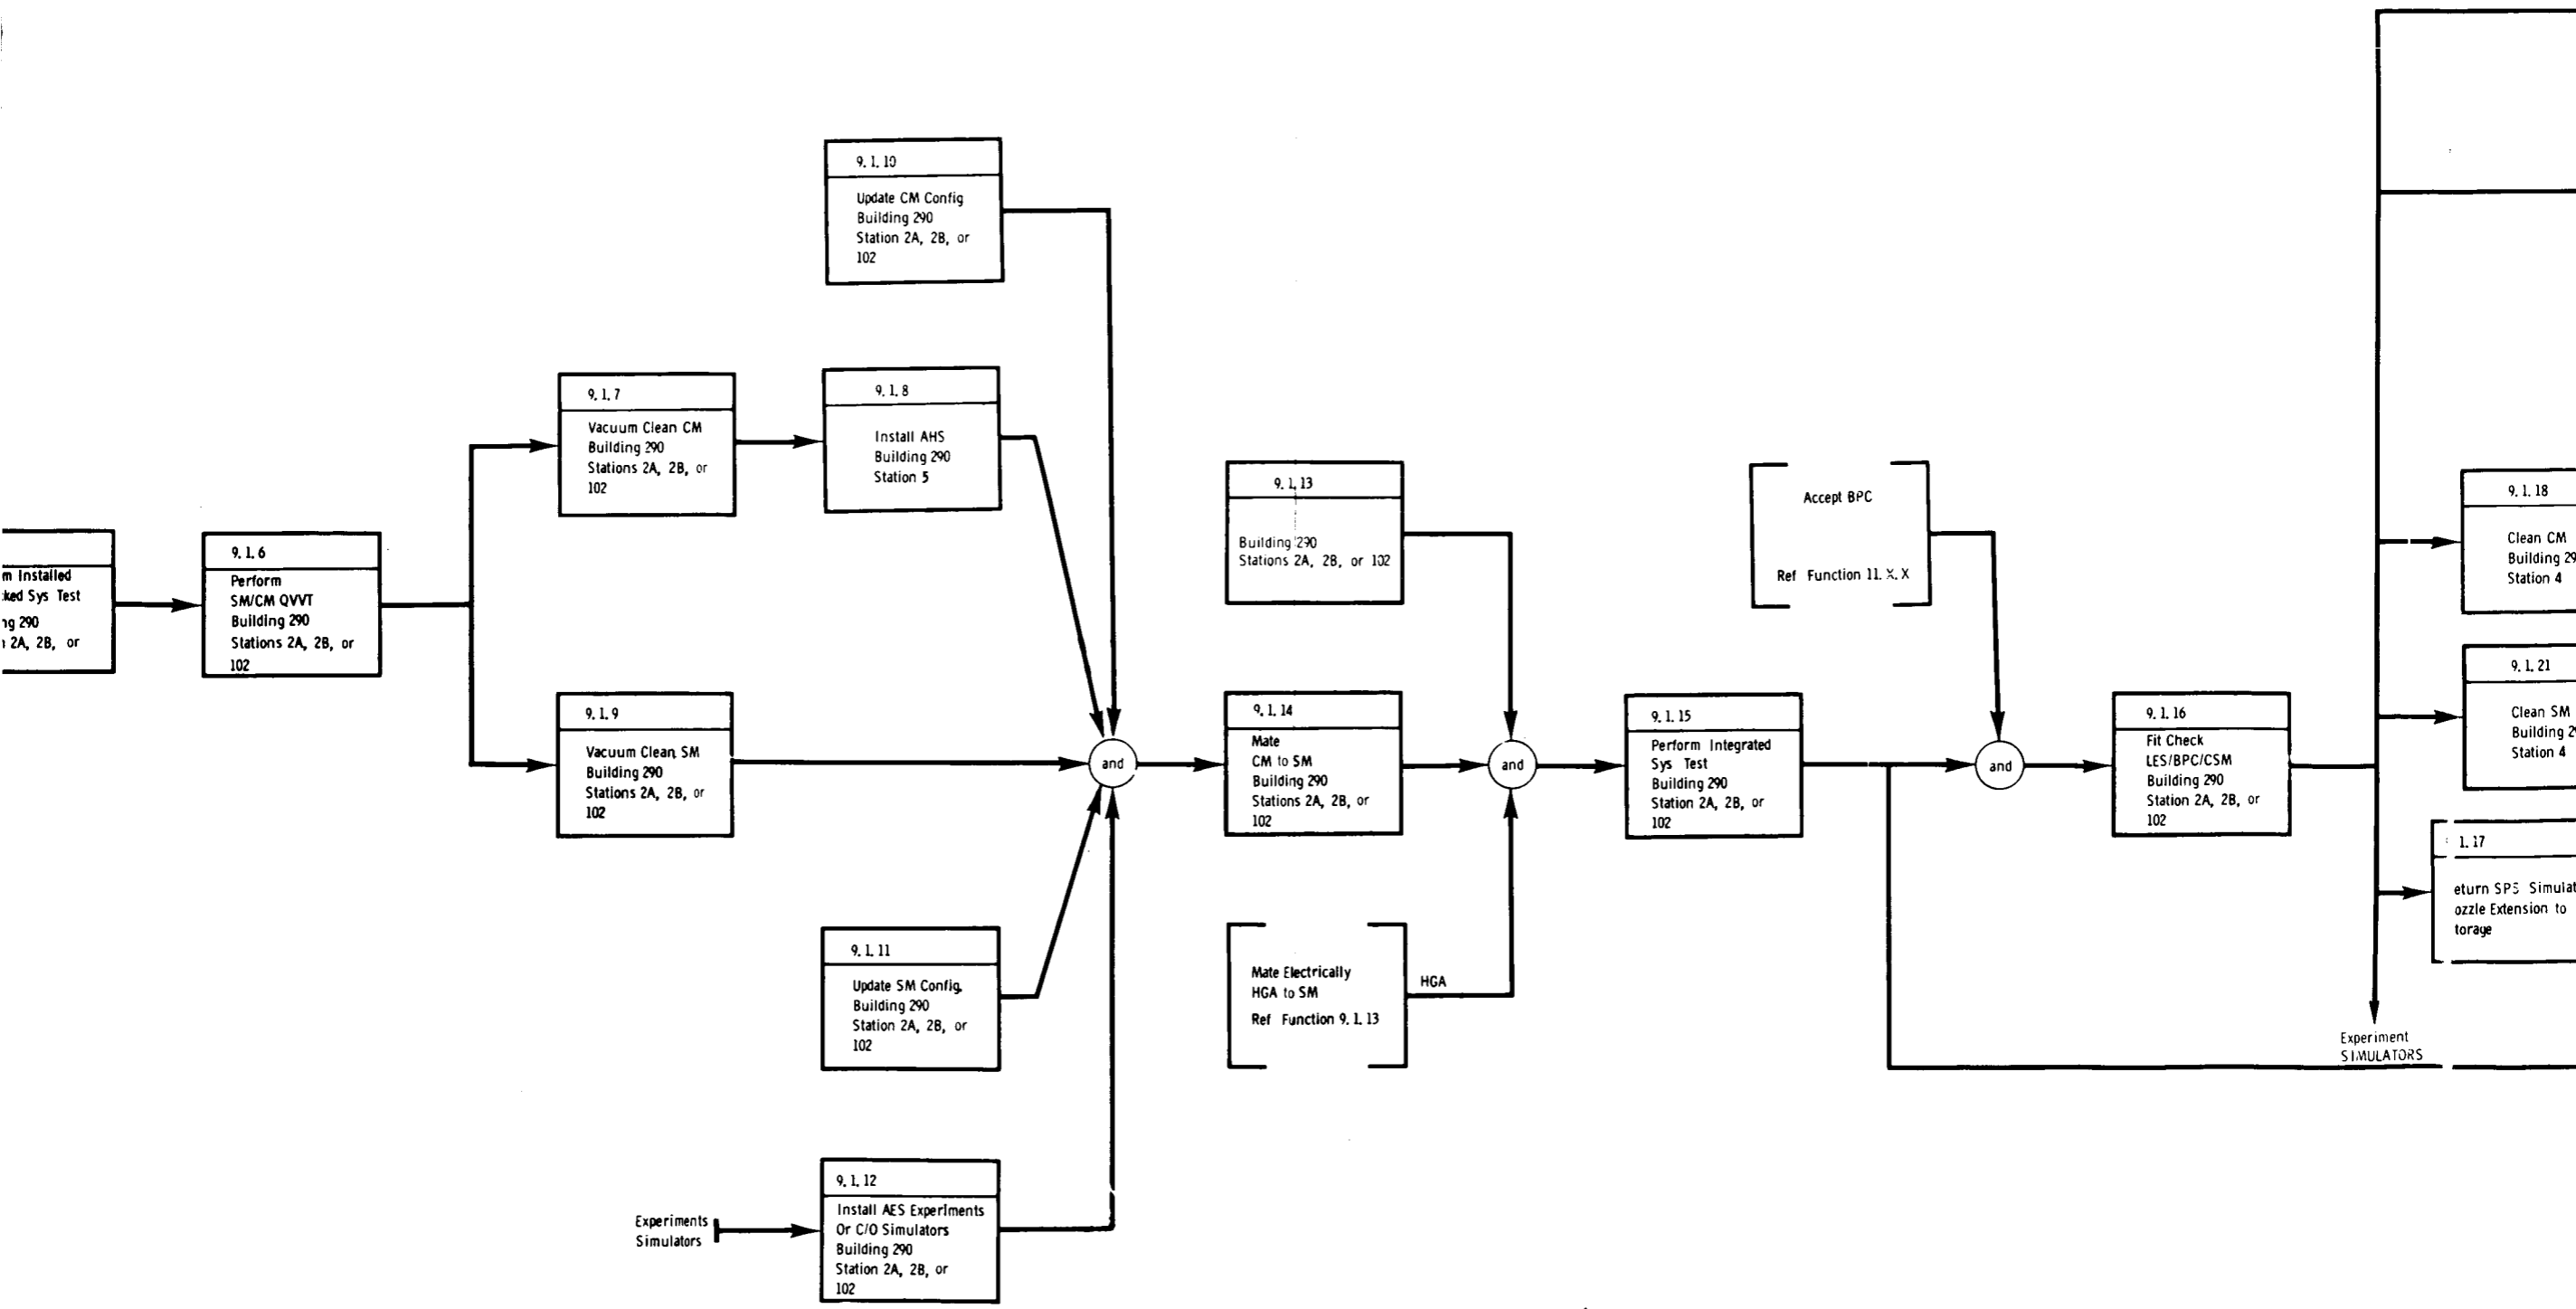 m Installed
ked Sys Test
ng 290
2A, 2B, or
9.1.6
Perform
SM/CM QVVT
Building 290
Stations 2A, 2B, or
102
9.1.7
Vacuum Clean CM
Building 290
Stations 2A, 2B, or
102
9.1.9
Vacuum Clean SM
Building 290
Stations 2A, 2B, or
102
9.1.10
Update CM Config
Building 290
Station 2A, 2B, or
102
9.1.8
Install AHS
Building 290
Station 5
9.1.11
Update SM Config.
Building 290
Station 2A, 2B, or
102
Experiments
Simulators
9.1.12
Install AES Experiments
Or C/O Simulators
Building 290
Station 2A, 2B, or
102
and
9.1.13
Building 290
Stations 2A, 2B, or 102
9.1.14
Mate
CM to SM
Building 290
Stations 2A, 2B, or
102
Mate Electrically
HGA to SM
Ref Function 9.1.13
HGA
and
9.1.15
Perform Integrated
Sys Test
Building 290
Station 2A, 2B, or
102
Accept BPC
Ref Function 11.X.X
and
9.1.16
Fit Check
LES/BPC/CSM
Building 290
Station 2A, 2B, or
102
9.1.18
Clean CM
Building 29
Station 4
9.1.21
Clean SM
Building 2
Station 4
1.17
eturn SPS Simulat
ozzle Extension to
torage
Experiment
SIMULATORS